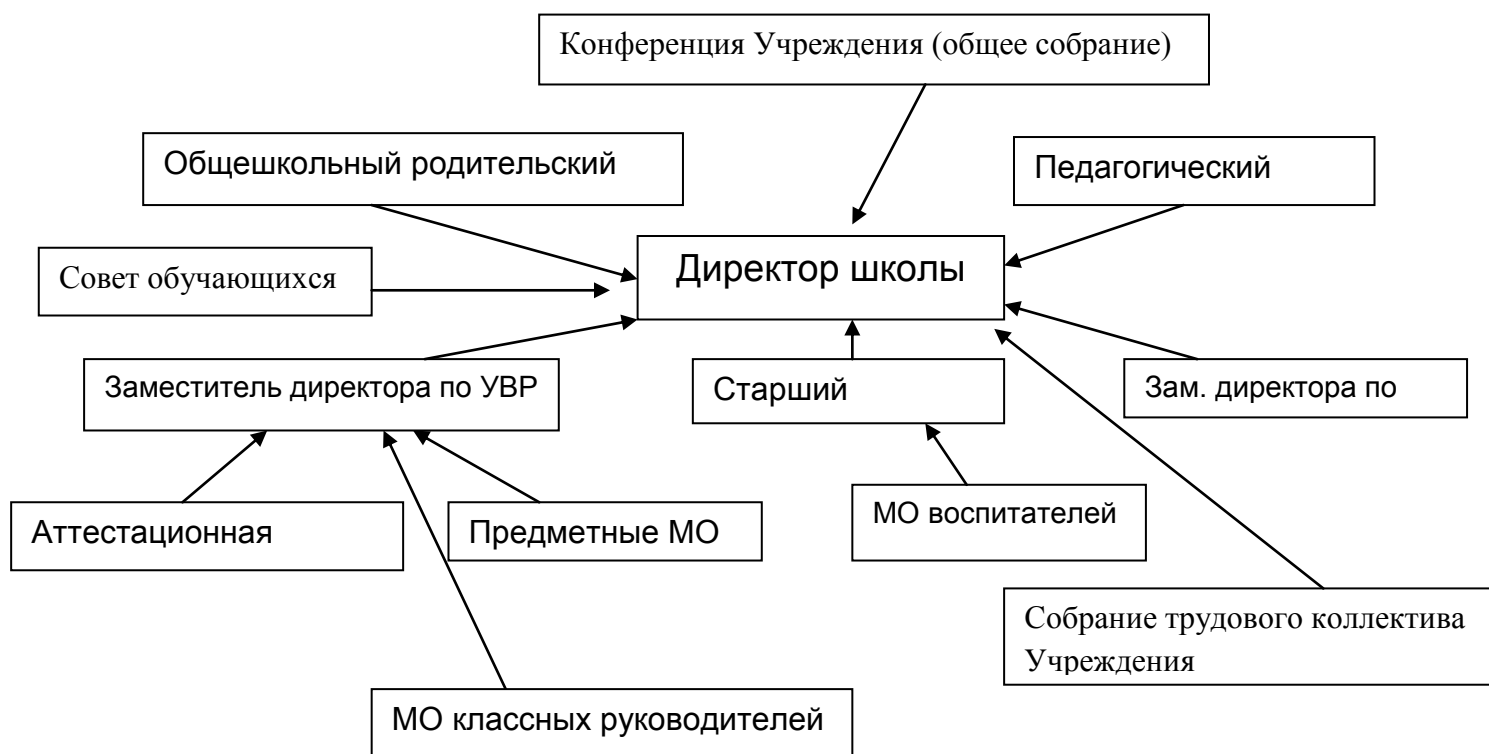 Конференция Учреждения (общее собрание)
Общешкольный родительский
Педагогический
Совет обучающихся
Директор школы
Заместитель директора по УВР
Старший
Зам. директора по
Аттестационная
Предметные МО
МО воспитателей
Собрание трудового коллектива
Учреждения
МО классных руководителей